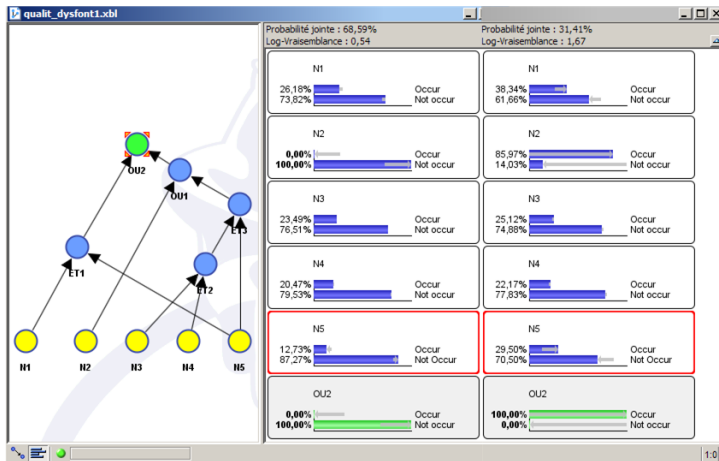 qualit_dysfont1.xbl
Probabilité jointe : 68,59%
Log-Vraisemblance : 0,54
Probabilité jointe : 31,41%
Log-Vraisemblance : 1,67
OU2
OU1
ET3
ET1
ET2
N1
N2
N3
N4
N5
N1
26,18% Occur
73,82% Not occur
N2
0,00% Occur
100,00% Not occur
N3
23,49% Occur
76,51% Not occur
N4
20,47% Occur
79,53% Not occur
N5
12,73% Occur
87,27% Not Occur
OU2
0,00% Occur
100,00% Not occur
N1
38,34% Occur
61,66% Not occur
N2
85,97% Occur
14,03% Not occur
N3
25,12% Occur
74,88% Not occur
N4
22,17% Occur
77,83% Not occur
N5
29,50% Occur
70,50% Not Occur
OU2
100,00% Occur
0,00% Not occur